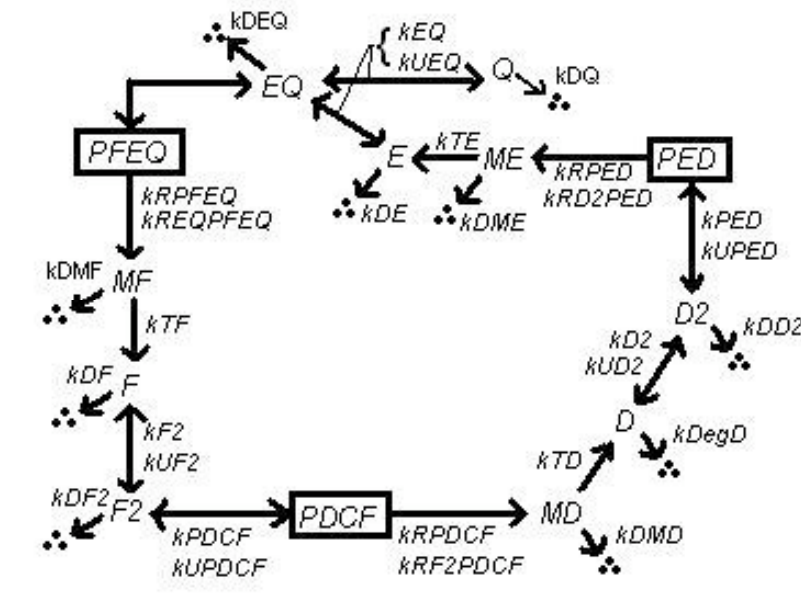 kDEQ
kEQ
kUEQ
EQ
Q
kDQ
PFEQ
E
kTE
ME
PED
kRPED
kRD2PED
kDE
kDME
kRPFEQ
kREQPFEQ
kPED
kUPED
kDMF
MF
kTF
D2
kDD2
kD2
kUD2
kDF
F
D
kDegD
kF2
kUF2
kTD
kDF2
F2
PDCF
MD
kPDCF
kUPDCF
kRPDCF
kRF2PDCF
kDMD